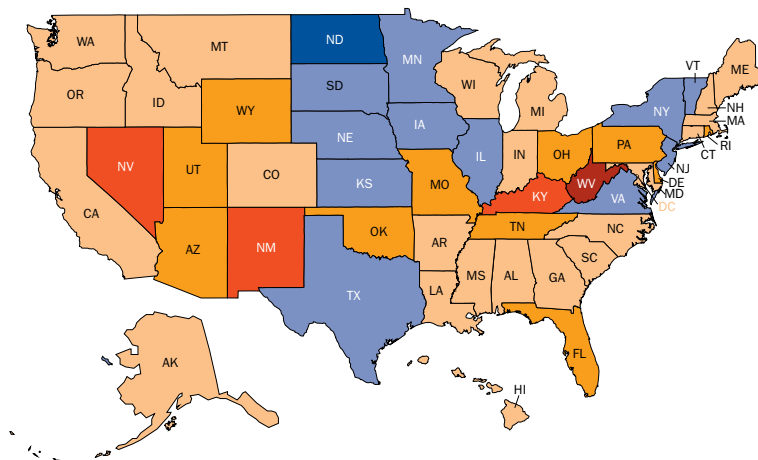 WA
MT
ND
MN
VT
ME
OR
ID
SD
WI
MI
NY
NH
MA
WY
NE
IA
IL
IN
OH
PA
RI
CT
NJ
NV
UT
CO
KS
MO
KY
WV
VA
DE
MD
DC
CA
AZ
NM
OK
AR
TN
NC
SC
TX
LA
MS
AL
GA
FL
AK
HI